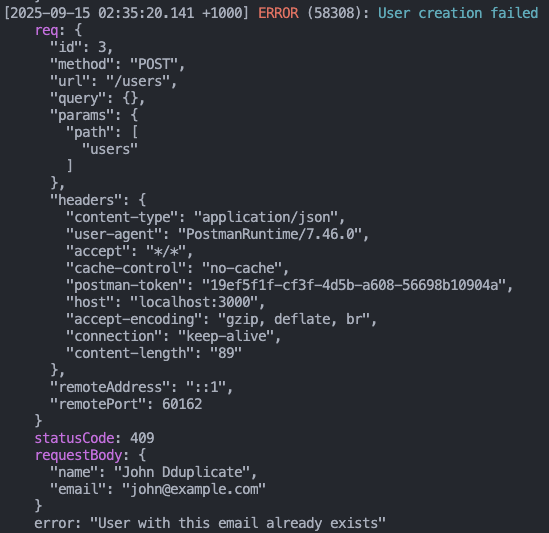 [2025-09-15 02:35:20.141 +1000] ERROR (58308): User creation failed
    req: {
      "id": 3,
      "method": "POST",
      "url": "/users",
      "query": {},
      "params": {
        "path": [
          "users"
        ]
      },
      "headers": {
        "content-type": "application/json",
        "user-agent": "PostmanRuntime/7.46.0",
        "accept": "*/*",
        "cache-control": "no-cache",
        "postman-token": "19ef5f1f-cf3f-4d5b-a608-56698b10904a",
        "host": "localhost:3000",
        "accept-encoding": "gzip, deflate, br",
        "connection": "keep-alive",
        "content-length": "89"
      },
      "remoteAddress": "::1",
      "remotePort": 60162
    }
    statusCode: 409
    requestBody: {
      "name": "John Dduplicate",
      "email": "john@example.com"
    }
    error: "User with this email already exists"